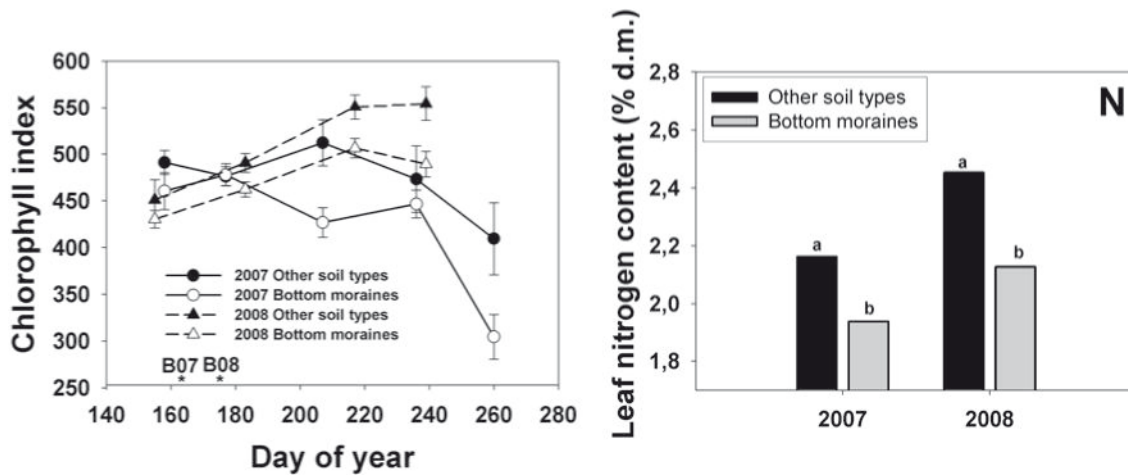 600
550
500
450
400
350
300
250
Chlorophyll index
2007 Other soil types
2007 Bottom moraines
2008 Other soil types
2008 Bottom moraines
B07 B08
* *
140 160 180 200 220 240 260 280
Day of year
Leaf nitrogen content (% d.m.)
2,8
2,6
2,4
2,2
2,0
1,8
Other soil types
Bottom moraines
N
a
b
a
b
2007 2008